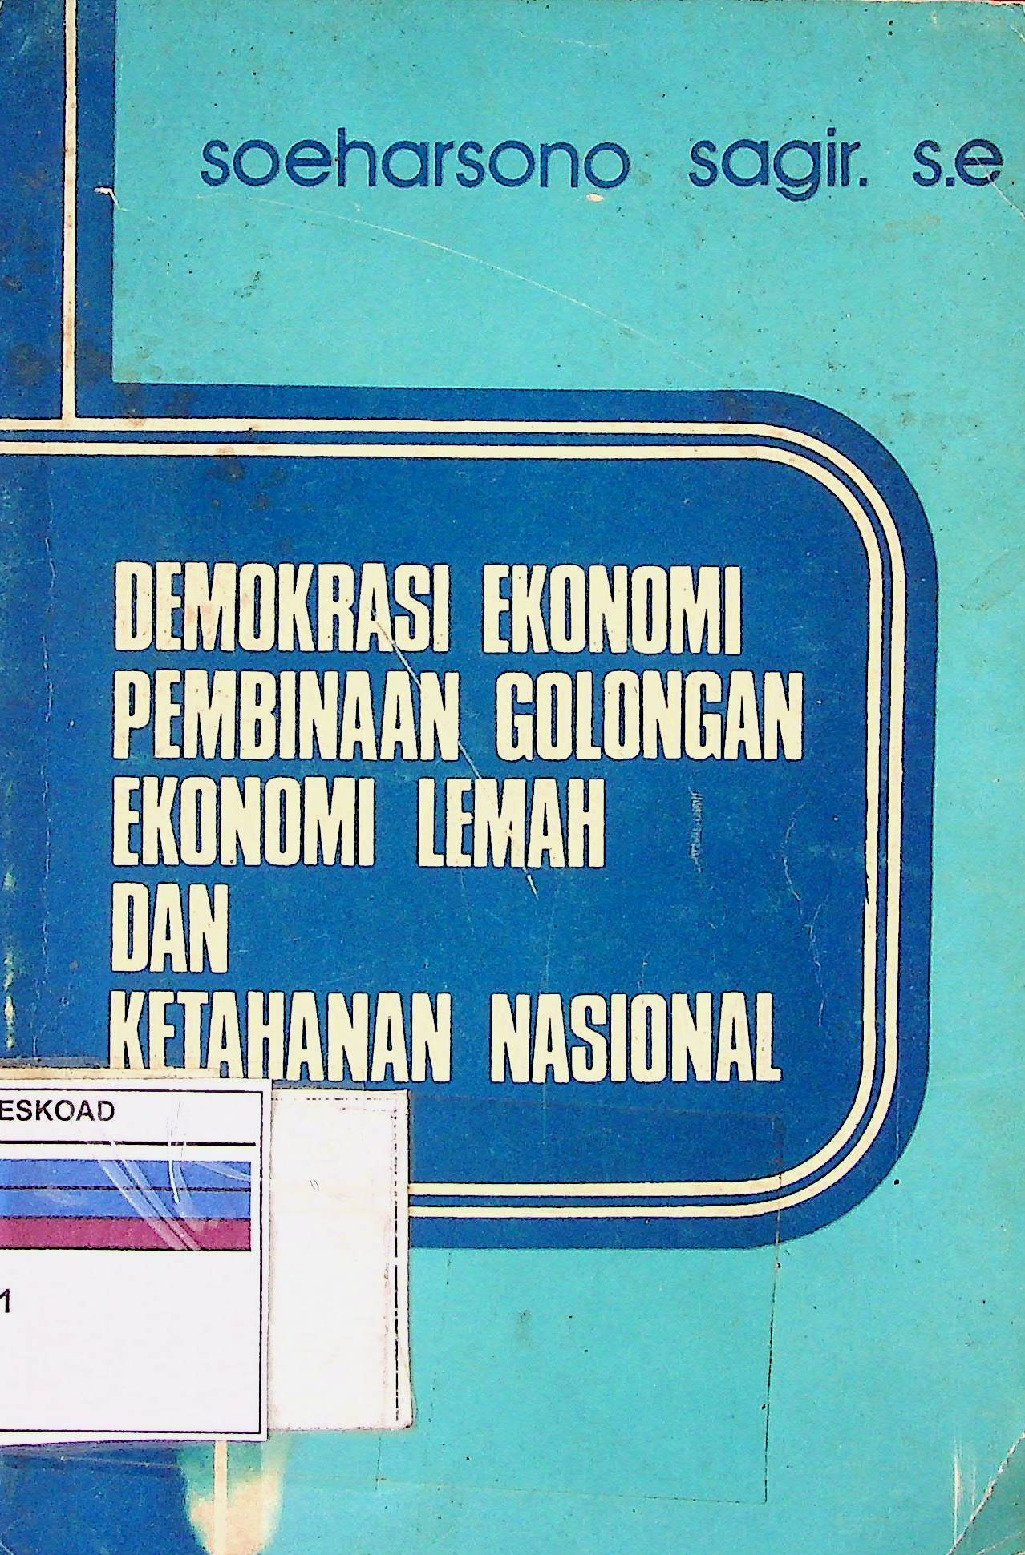 soeharsono sagir. s.e
DEMOKRASI EKONOMI
PEMBINAAN GOLONGAN
EKONOMI LEMAH
DAN
KETAHANAN NASIONAL
ESKOAD
1